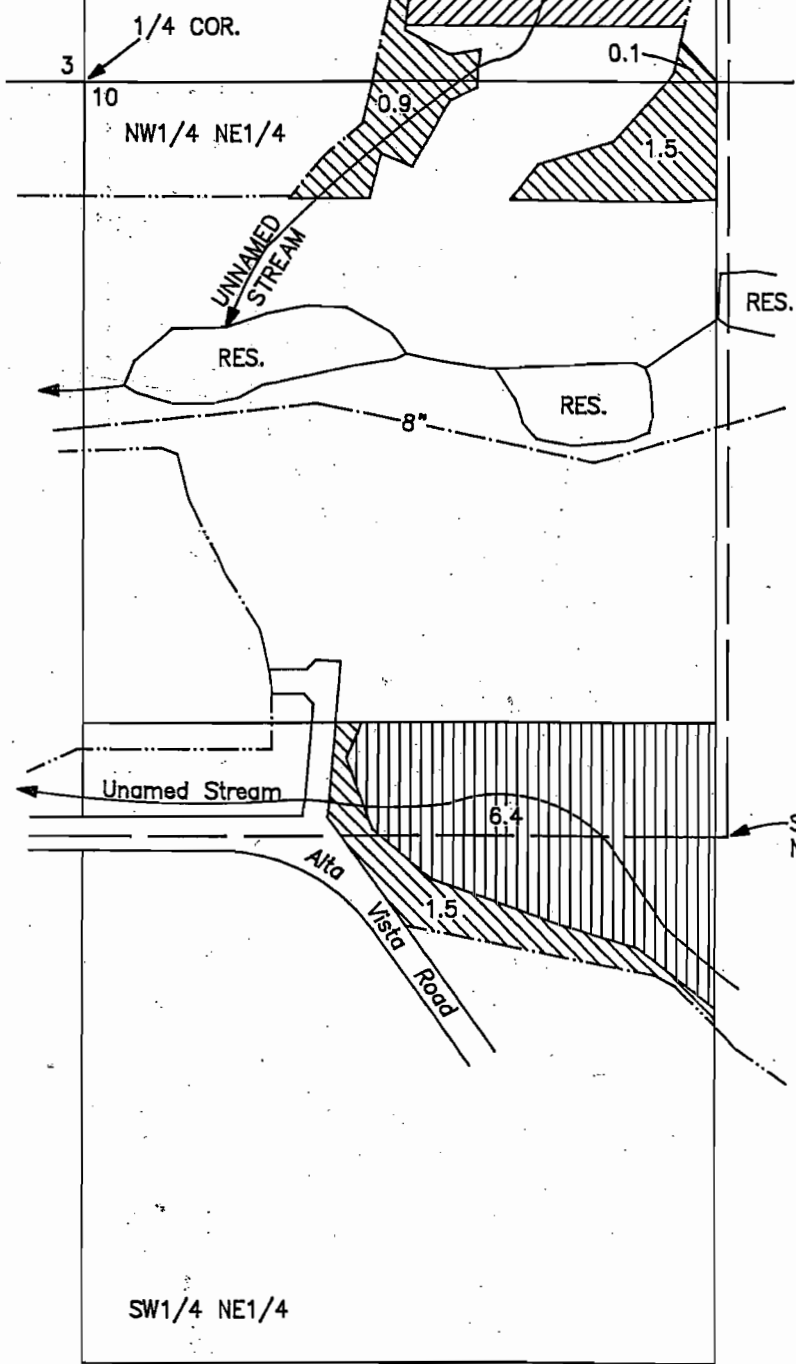 1/4 COR.
3
0.1
10
0.9
NW1/4 NE1/4
1.5
UNNAMED
STREAM
RES.
RES.
RES.
8"
Unamed Stream
6.4
S
Alta
Vista
Road
1.5
SW1/4 NE1/4